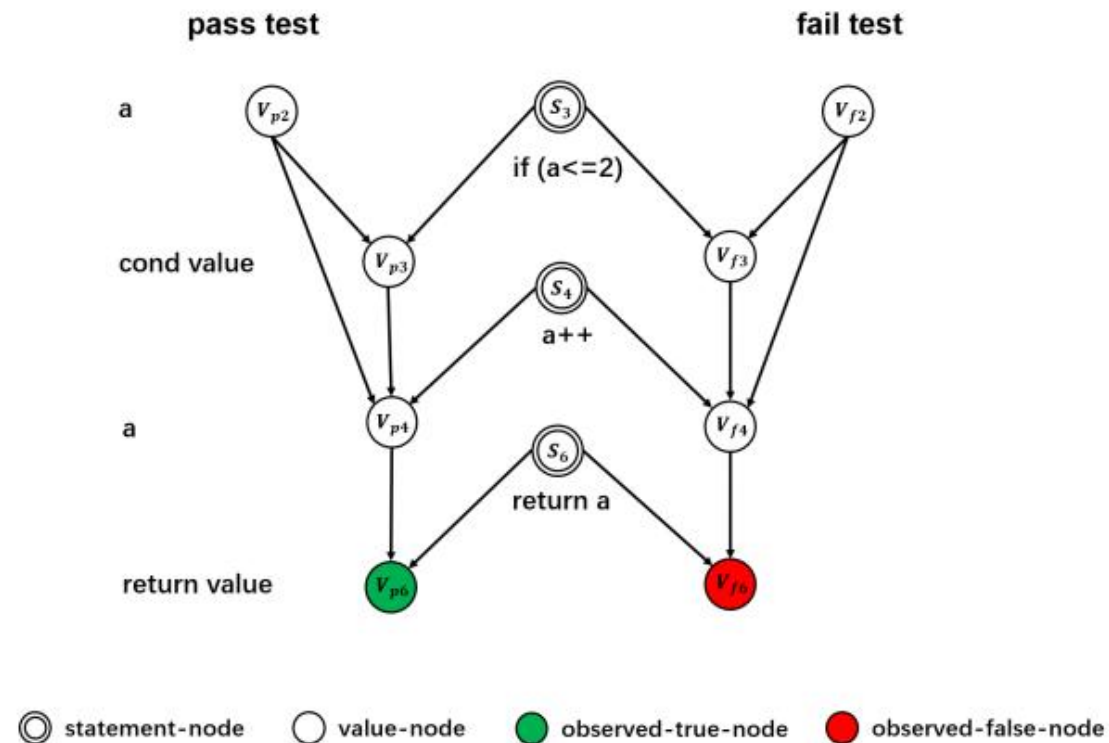 pass test fail test
a V_p2 S_3 V_f2
if (a<=2)
cond value V_p3 V_f3
S_4
a++
a V_p4 V_f4
S_6
return a
return value V_p6 V_f6
statement-node value-node observed-true-node observed-false-node